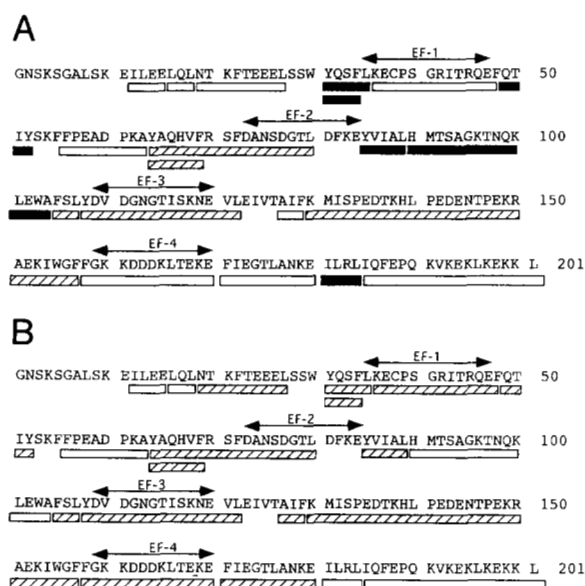 A
EF-1
GNSKSGALSK EILEELQLNT KFTEEELSSW YQSFLKECPS GRITRQEFQT 50
EF-2
IYSKFFPEAD PKAYAQHVFR SFDANSDGTL DFKEYVIALH MTSAGKTNQK 100
EF-3
LEWAFSLYDV DGNGTISKNE VLEIVTAIFK MISPEDTKHL PEDENTPEKR 150
EF-4
AEKIWGFFGK KDDDKLTEKE FIEGTLANKE ILRLIQFEPQ KVKEKLKEKK L 201
B
EF-1
GNSKSGALSK EILEELQLNT KFTEEELSSW YQSFLKECPS GRITRQEFQT 50
EF-2
IYSKFFPEAD PKAYAQHVFR SFDANSDGTL DFKEYVIALH MTSAGKTNQK 100
EF-3
LEWAFSLYDV DGNGTISKNE VLEIVTAIFK MISPEDTKHL PEDENTPEKR 150
EF-4
AEKIWGFFGK KDDDKLTEKE FIEGTLANKE ILRLIQFEPQ KVKEKLKEKK L 201